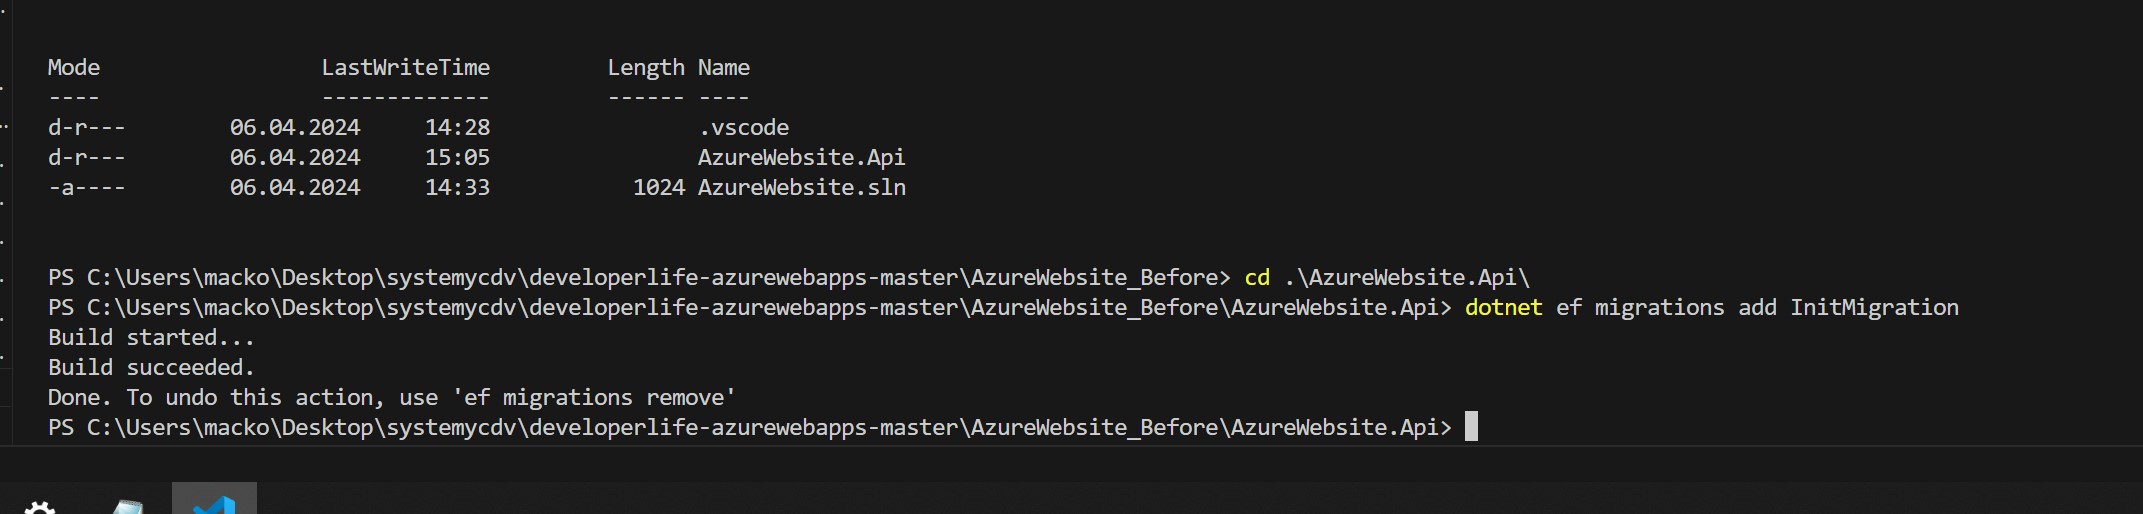 Mode LastWriteTime Length Name
---- ------------- ------ ----
d-r--- 06.04.2024 14:28 .vscode
d-r--- 06.04.2024 15:05 AzureWebsite.Api
-a---- 06.04.2024 14:33 1024 AzureWebsite.sln
PS C:\Users\macko\Desktop\systemycdv\developerlife-azurewebapps-master\AzureWebsite_Before> cd .\AzureWebsite.Api\
PS C:\Users\macko\Desktop\systemycdv\developerlife-azurewebapps-master\AzureWebsite_Before\AzureWebsite.Api> dotnet ef migrations add InitMigration
Build started...
Build succeeded.
Done. To undo this action, use 'ef migrations remove'
PS C:\Users\macko\Desktop\systemycdv\developerlife-azurewebapps-master\AzureWebsite_Before\AzureWebsite.Api>